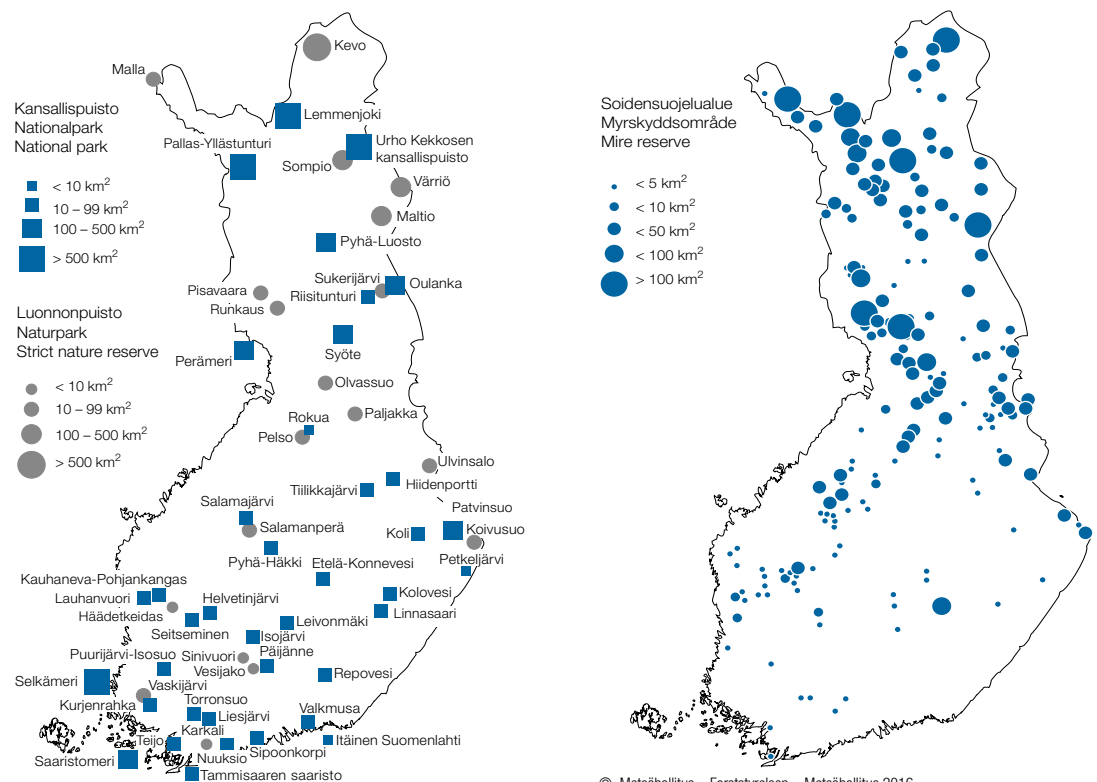 Kevo
Malla
Kansallispuisto
Nationalpark
National park
< 10 km²
10 – 99 km²
100 – 500 km²
> 500 km²
Luonnonpuisto
Naturpark
Strict nature reserve
< 10 km²
10 – 99 km²
100 – 500 km²
> 500 km²
Lemmenjoki
Pallas-Yllästunturi
Urho Kekkosen
kansallispuisto
Sompio
Värriö
Maltio
Pyhä-Luosto
Sukerijärvi
Oulanka
Pisavaara
Riisitunturi
Runkaus
Syöte
Perämeri
Olvassuo
Rokua
Paljakka
Pelso
Ulvinsalo
Hiidenportti
Tiilikkajärvi
Salamajärvi
Patvinsuo
Salamanperä
Koli
Koivusuo
Pyhä-Häkki
Etelä-Konnevesi
Petkeljärvi
Kauhaneva-Pohjankangas
Lauhanvuori
Helvetinjärvi
Kolovesi
Häädetkeidas
Linnasaari
Seitseminen
Leivonmäki
Isojärvi
Puurijärvi-Isosuo
Sinivuori
Päijänne
Vesijako
Repovesi
Selkämeri
Vaskijärvi
Kurjenrahka
Torronsuo
Liesjärvi
Valkmusa
Karkali
Teijo
Itäinen Suomenlahti
Nuuksio
Sipoonkorpi
Saaristomeri
Tammisaaren saaristo
Soidensuojelualue
Myrskyddsområde
Mire reserve
< 5 km²
< 10 km²
< 50 km²
< 100 km²
> 100 km²